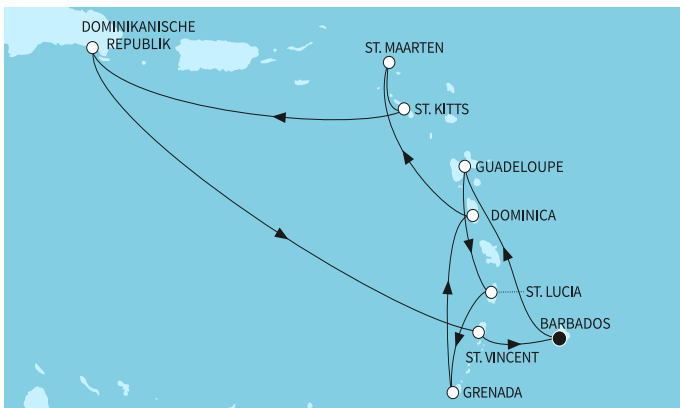 DOMINIKANISCHE
REPUBLIK
ST. MAARTEN
ST. KITTS
GUADELOUPE
DOMINICA
ST. LUCIA
BARBADOS
ST. VINCENT
GRENADA